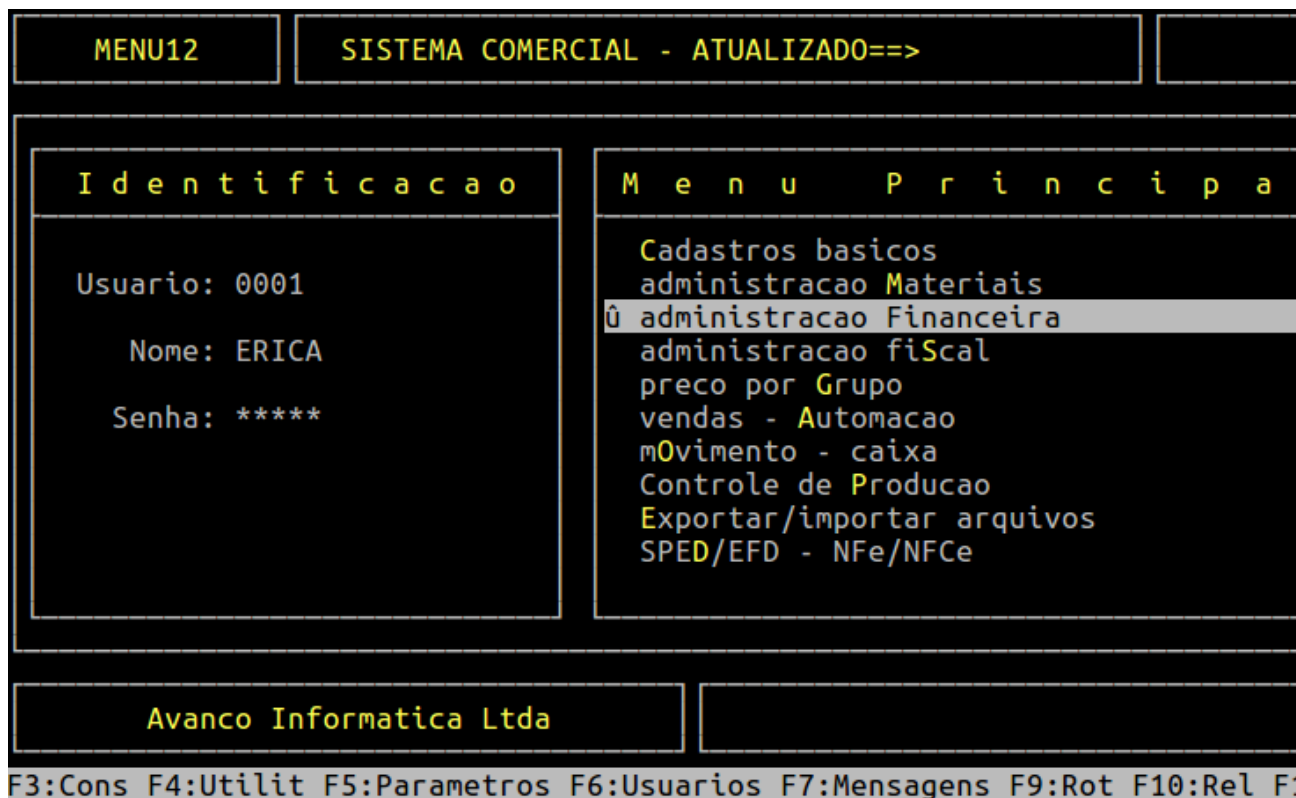 MENU12
SISTEMA COMERCIAL - ATUALIZADO==>
I d e n t i f i c a c a o
Usuario: 0001
Nome: ERICA
Senha: *****
M e n u P r i n c i p a
Cadastros basicos
administracao Materiais
û administracao Financeira
administracao fiScal
preco por Grupo
vendas - Automacao
mOvimento - caixa
Controle de Producao
Exportar/importar arquivos
SPED/EFD - NFe/NFCe
Avanco Informatica Ltda
F3:Cons F4:Utilit F5:Parametros F6:Usuarios F7:Mensagens F9:Rot F10:Rel